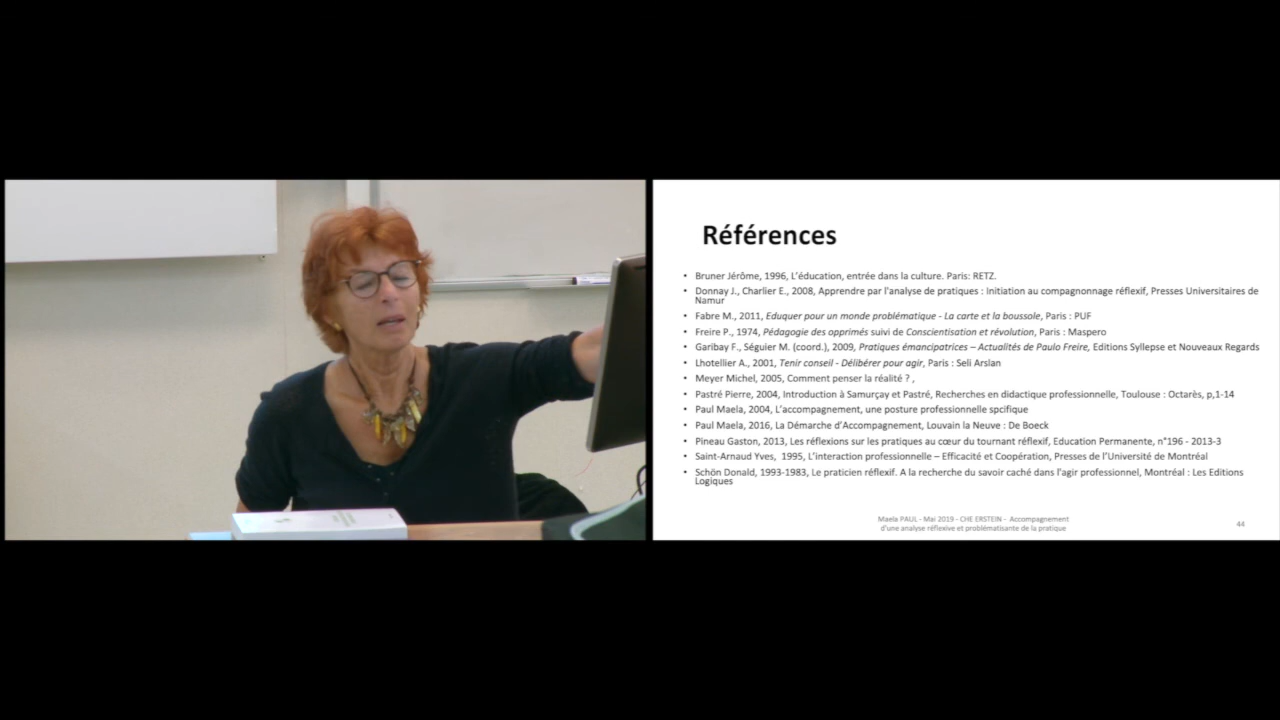 Références
• Bruner Jérôme, 1996, L'éducation, entrée dans la culture. Paris: RETZ.
• Donnay J., Charlier E., 2008, Apprendre par l'analyse de pratiques : Initiation au compagnonnage réflexif, Presses Universitaires de
Namur
• Fabre M., 2011, Eduquer pour un monde problématique - La carte et la boussole, Paris : PUF
• Freire P., 1974, Pédagogie des opprimés suivi de Conscientisation et révolution, Paris : Maspero
• Garibay F., Séguier M. (coord.), 2009, Pratiques émancipatrices – Actualités de Paulo Freire, Editions Syllepse et Nouveaux Regards
• Lhotellier A., 2001, Tenir conseil - Délibérer pour agir, Paris : Seli Arslan
• Meyer Michel, 2005, Comment penser la réalité ? ,
• Pastré Pierre, 2004, Introduction à Samurçay et Pastré, Recherches en didactique professionnelle, Toulouse : Octarès, p,1-14
• Paul Maela, 2004, L'accompagnement, une posture professionnelle spcifique
• Paul Maela, 2016, La Démarche d'Accompagnement, Louvain la Neuve : De Boeck
• Pineau Gaston, 2013, Les réflexions sur les pratiques au cœur du tournant réflexif, Education Permanente, n°196 - 2013-3
• Saint-Arnaud Yves, 1995, L'interaction professionnelle – Efficacité et Coopération, Presses de l'Université de Montréal
• Schön Donald, 1993-1983, Le praticien réflexif. A la recherche du savoir caché dans l'agir professionnel, Montréal : Les Editions
Logiques
Maela PAUL - Mai 2019 - CHE ERSTEIN - Accompagnement
d'une analyse réflexive et problématisante de la pratique
44